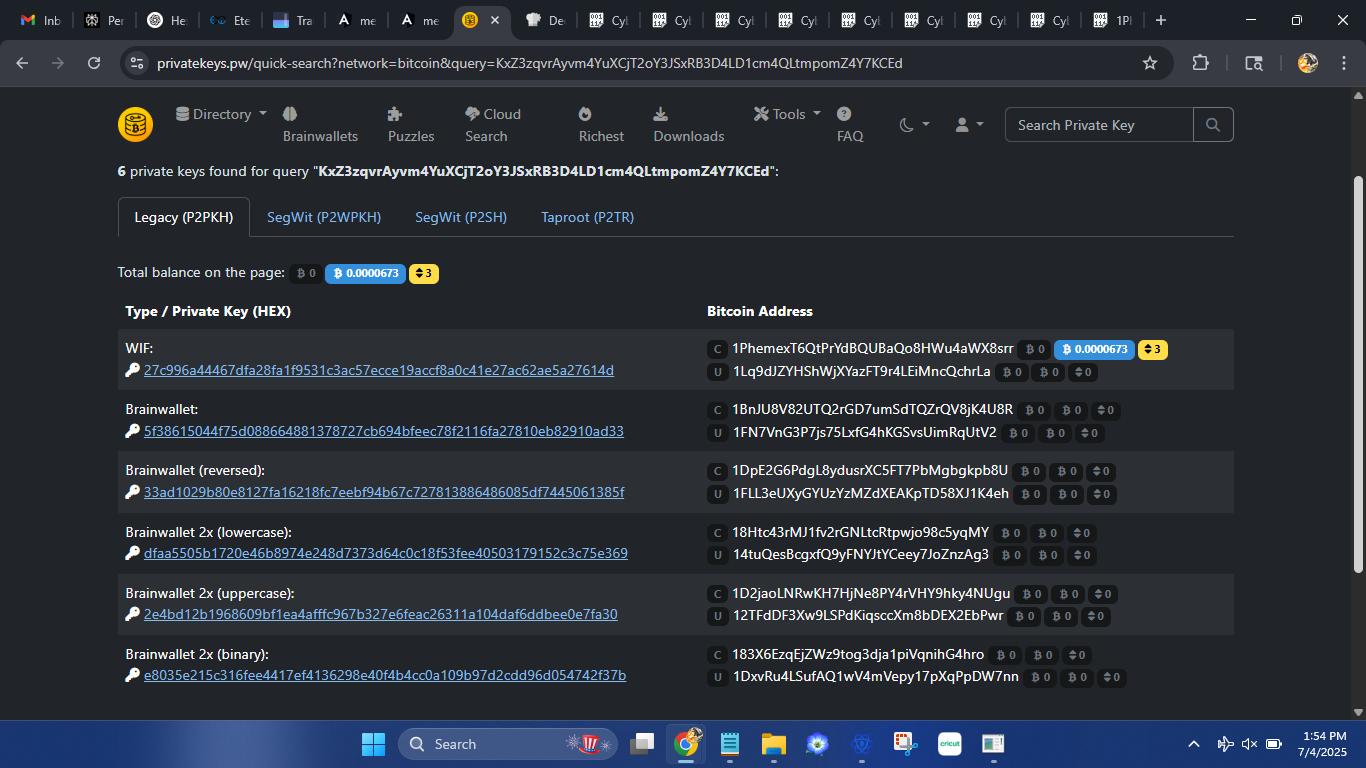 Inb
Per
He:
Ete
Tra
me
me
De
Cyl
Cyl
Cyl
Cyl
Cyl
Cyl
Cyl
Cyl
1Pl
privatekeys.pw/quick-search?network=bitcoin&query=KxZ3zqvrAyvm4YuXCjT2oY3JSxRB3D4LD1cm4QLtmpomZ4Y7KCEd
Directory
Brainwallets
Puzzles
Cloud Search
Richest
Downloads
Tools
FAQ
Search Private Key
6 private keys found for query "KxZ3zqvrAyvm4YuXCjT2oY3JSxRB3D4LD1cm4QLtmpomZ4Y7KCEd":
Legacy (P2PKH) SegWit (P2WPKH) SegWit (P2SH) Taproot (P2TR)
Total balance on the page: ₿ 0 ₿ 0.0000673 3
Type / Private Key (HEX) Bitcoin Address
WIF:
27c996a44467dfa28fa1f9531c3ac57ecce19accf8a0c41e27ac62ae5a27614d
C 1PhemexT6QtPrYdBQUBaQo8HWu4aWX8srr ₿ 0 ₿ 0.0000673 3
U 1Lq9dJZYHShWjXYazFT9r4LEiMncQchrLa ₿ 0 ₿ 0 0
Brainwallet:
5f38615044f75d088664881378727cb694bfeec78f2116fa27810eb82910ad33
C 1BnJU8V82UTQ2rGD7umSdTQZrQV8jK4U8R ₿ 0 ₿ 0 0
U 1FN7VnG3P7js75LxfG4hKGSvsUimRqUtV2 ₿ 0 ₿ 0 0
Brainwallet (reversed):
33ad1029b80e8127fa16218fc7eebf94b67c727813886486085df7445061385f
C 1DpE2G6PdgL8ydusrXC5FT7PbMgbgkpb8U ₿ 0 ₿ 0 0
U 1FLL3eUXyGYUzYzMZdXEAKpTD58XJ1K4eh ₿ 0 ₿ 0 0
Brainwallet 2x (lowercase):
dfaa5505b1720e46b8974e248d7373d64c0c18f53fee40503179152c3c75e369
C 18Htc43rMJ1fv2rGNLtcRtpwjo98c5yqMY ₿ 0 ₿ 0 0
U 14tuQesBcgxfQ9yFNYJtYCeey7JoZnzAg3 ₿ 0 ₿ 0 0
Brainwallet 2x (uppercase):
2e4bd12b1968609bf1ea4afffc967b327e6feac26311a104daf6ddbee0e7fa30
C 1D2jaoLNRwKH7HjNe8PY4rVHY9hky4NUgu ₿ 0 ₿ 0 0
U 12TFdDF3Xw9LSPdKiqsccXm8bDEX2EbPwr ₿ 0 ₿ 0 0
Brainwallet 2x (binary):
e8035e215c316fee4417ef4136298e40f4b4cc0a109b97d2cdd96d054742f37b
C 183X6EzqEjZWz9tog3dja1piVqnihG4hro ₿ 0 ₿ 0 0
U 1DxvRu4LSufAQ1wV4mVepy17pXqPpDW7nn ₿ 0 ₿ 0 0
Search
cricut
1:54 PM
7/4/2025